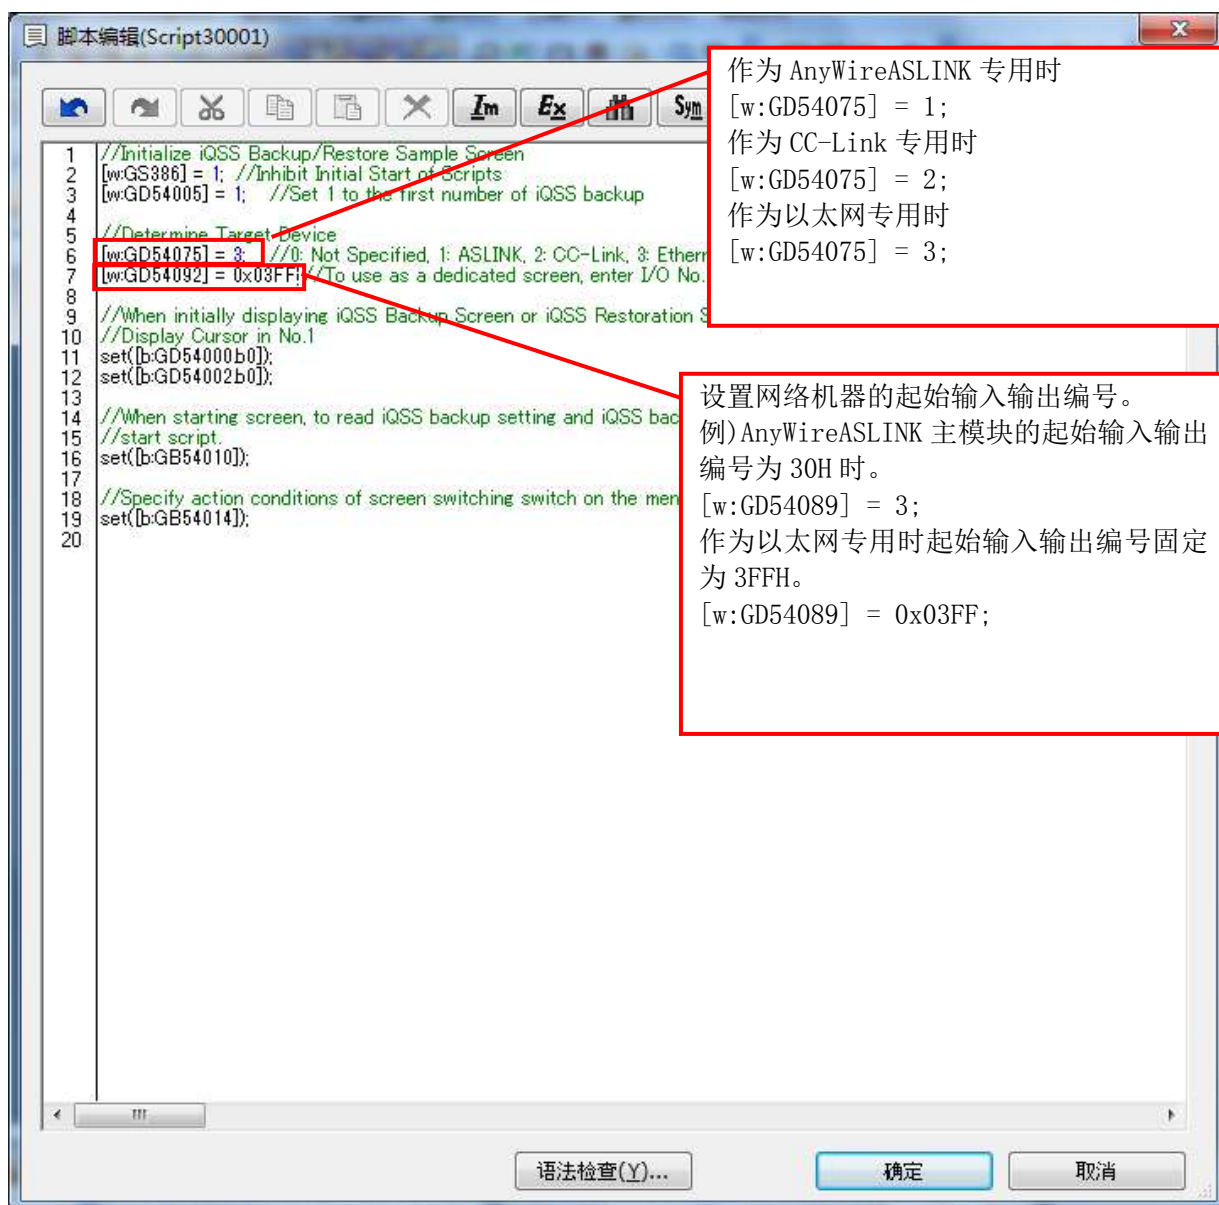 脚本编辑(Script30001)
Im Ex Sym
作为 AnyWireASLINK 专用时
[w:GD54075] = 1;
作为 CC-Link 专用时
[w:GD54075] = 2;
作为以太网专用时
[w:GD54075] = 3;
1 //Initialize iQSS Backup/Restore Sample Screen
2 [w:GS386] = 1; //Inhibit Initial Start of Scripts
3 [w:GD54005] = 1; //Set 1 to the first number of iQSS backup
4
5 //Determine Target Device
6 [w:GD54075] = 3; //0: Not Specified, 1: ASLINK, 2: CC-Link, 3: Ethern
7 [w:GD54092] = 0x03FF; //To use as a dedicated screen, enter I/O No.
8
9 //When initially displaying iQSS Backup Screen or iQSS Restoration S
10 //Display Cursor in No.1
11 set([b:GD54000.b0]);
12 set([b:GD54002.b0]);
13
14 //When starting screen, to read iQSS backup setting and iQSS bac
15 //start script.
16 set([b:GB54010]);
17
18 //Specify action conditions of screen switching switch on the men
19 set([b:GB54014]);
20
设置网络机器的起始输入输出编号。
例)AnyWireASLINK 主模块的起始输入输出
编号为 30H 时。
[w:GD54089] = 3;
作为以太网专用时起始输入输出编号固定
为 3FFH。
[w:GD54089] = 0x03FF;
语法检查(Y)... 确定 取消